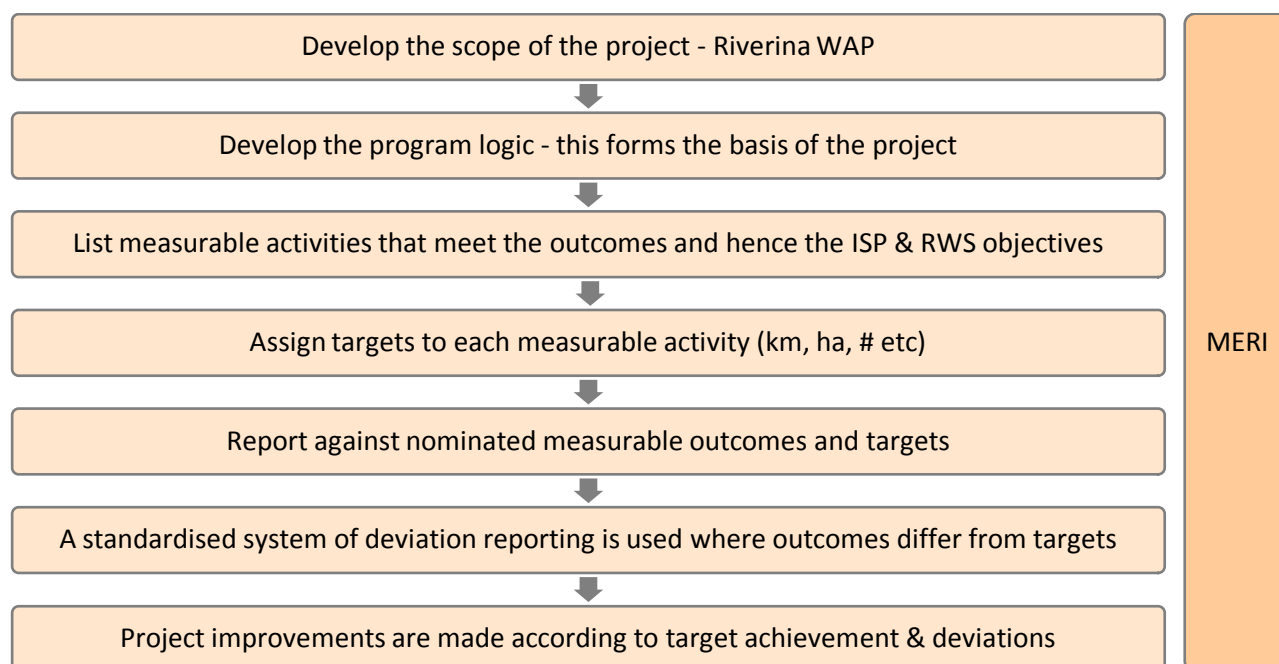 Develop the scope of the project - Riverina WAP
Develop the program logic - this forms the basis of the project
List measurable activities that meet the outcomes and hence the ISP & RWS objectives
Assign targets to each measurable activity (km, ha, # etc)
Report against nominated measurable outcomes and targets
A standardised system of deviation reporting is used where outcomes differ from targets
Project improvements are made according to target achievement & deviations
MERI